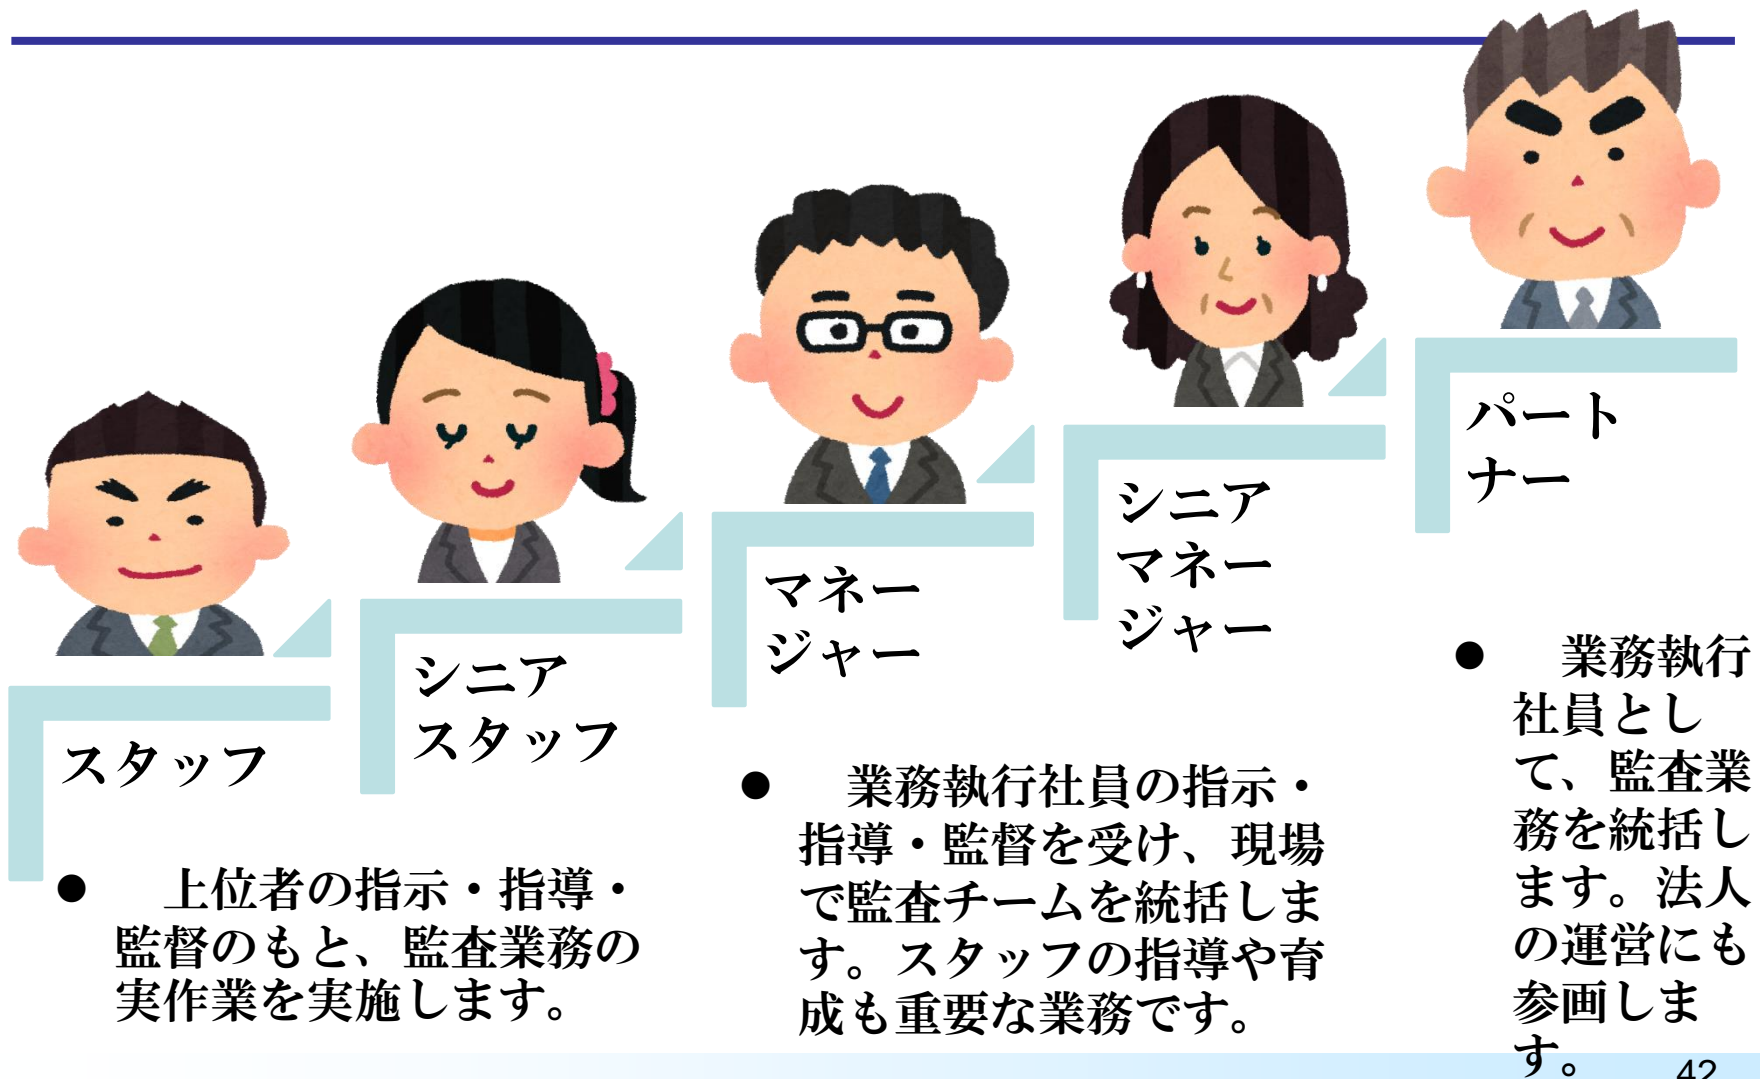 スタッフ
シニア
スタッフ
マネー
ジャー
シニア
マネー
ジャー
パート
ナー
● 上位者の指示・指導・
監督のもと、監査業務の
実作業を実施します。
● 業務執行社員の指示・
指導・監督を受け、現場
で監査チームを統括しま
す。スタッフの指導や育
成も重要な業務です。
● 業務執行
社員とし
て、監査業
務を統括し
ます。法人
の運営にも
参画しま
す。
42